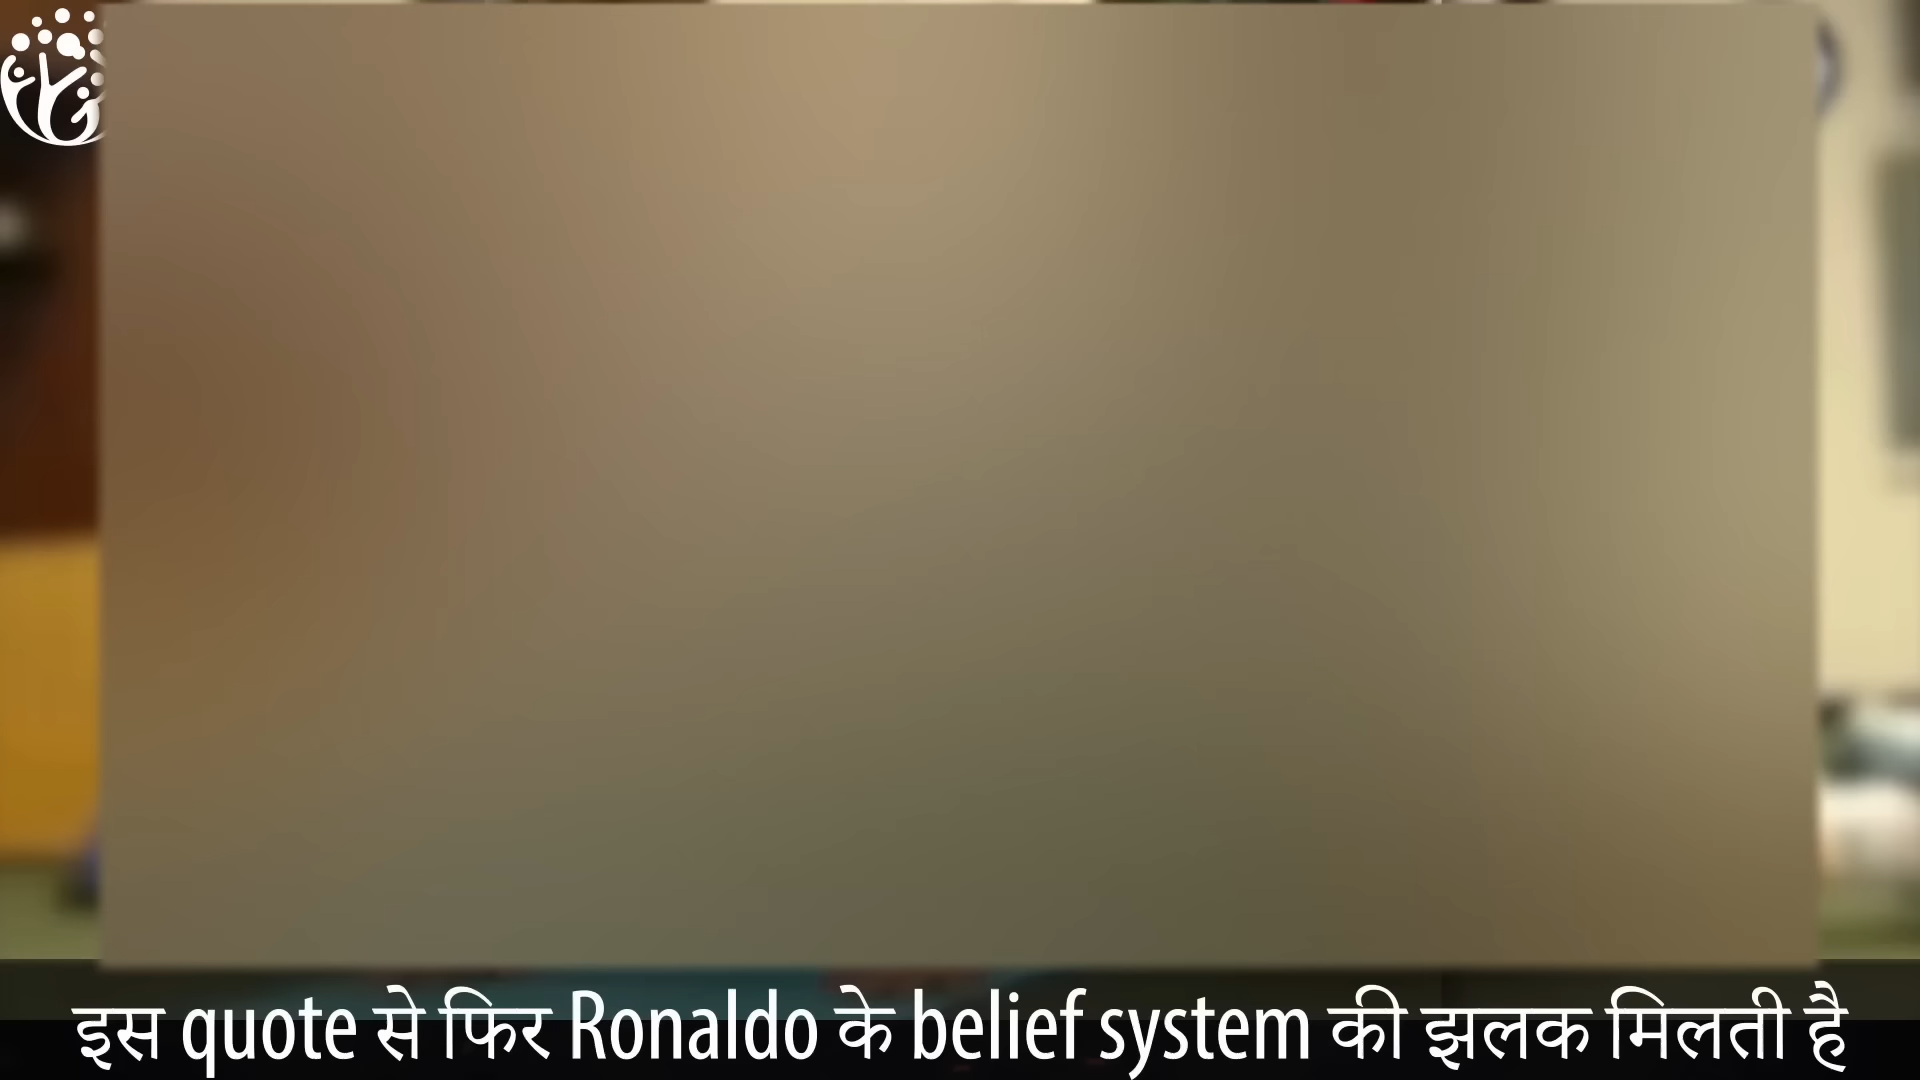 इस quote से फिर Ronaldo के belief system की झलक मिलती है